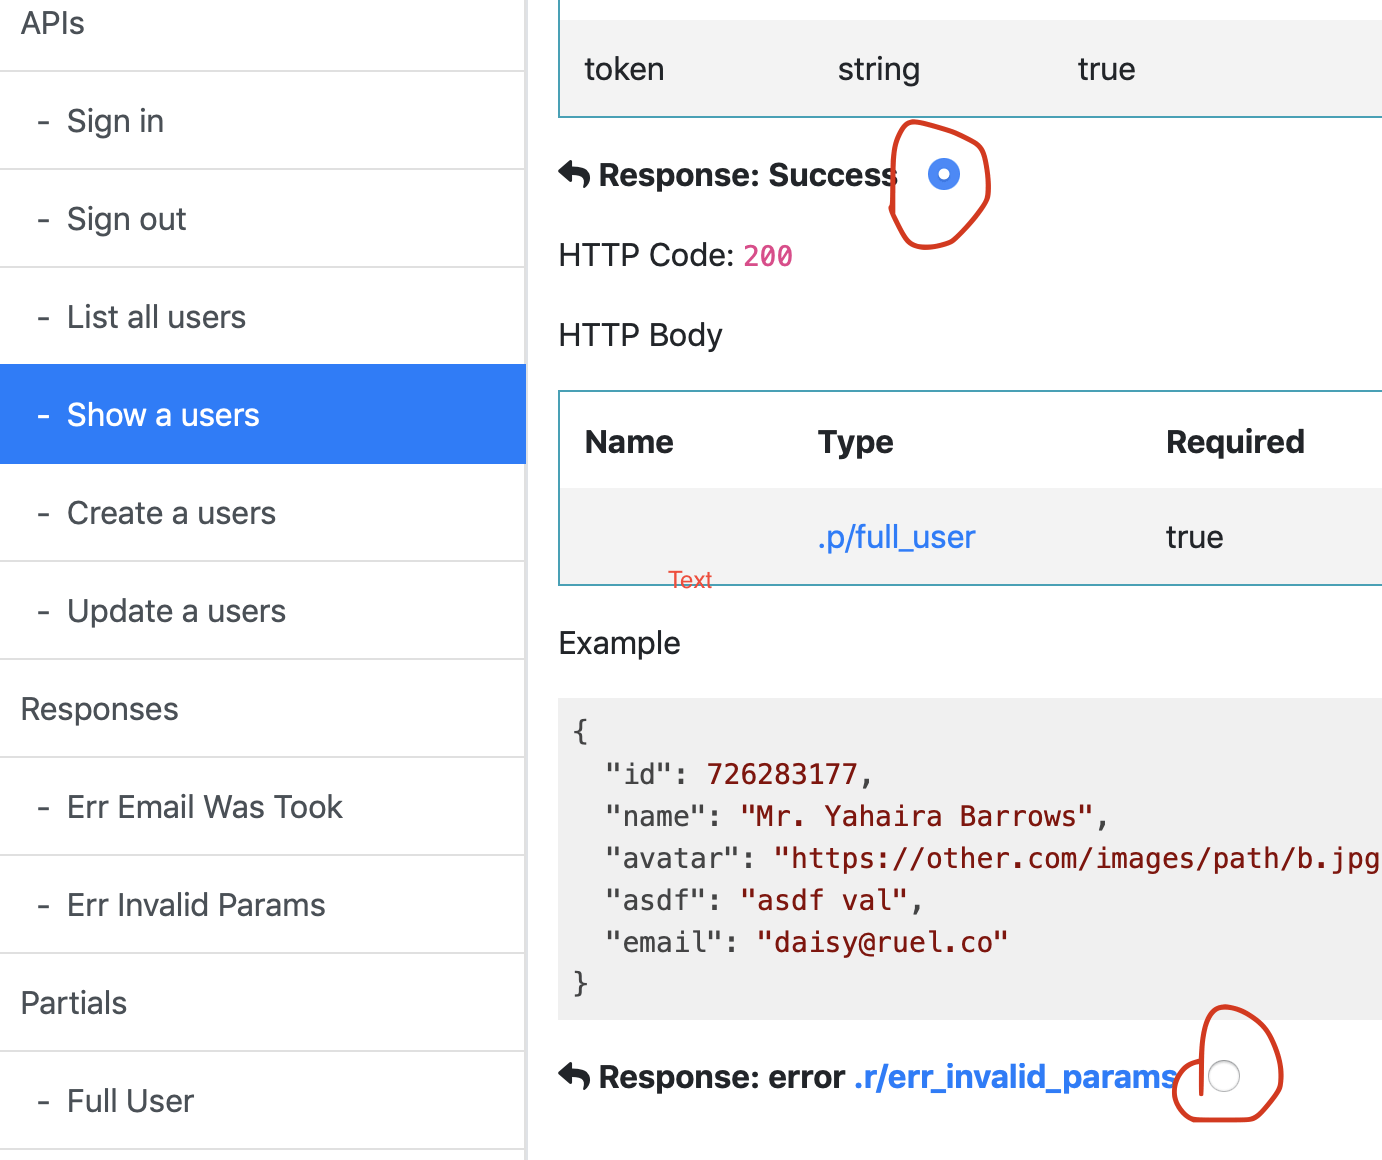 APIs
- Sign in
- Sign out
- List all users
- Show a users
- Create a users
- Update a users
Responses
- Err Email Was Took
- Err Invalid Params
Partials
- Full User
token string true
Response: Success
HTTP Code: 200
HTTP Body
Name Type Required
.p/full_user true
Text
Example
{
"id": 726283177,
"name": "Mr. Yahaira Barrows",
"avatar": "https://other.com/images/path/b.jpg
"asdf": "asdf val",
"email": "daisy@ruel.co"
}
Response: error .r/err_invalid_params